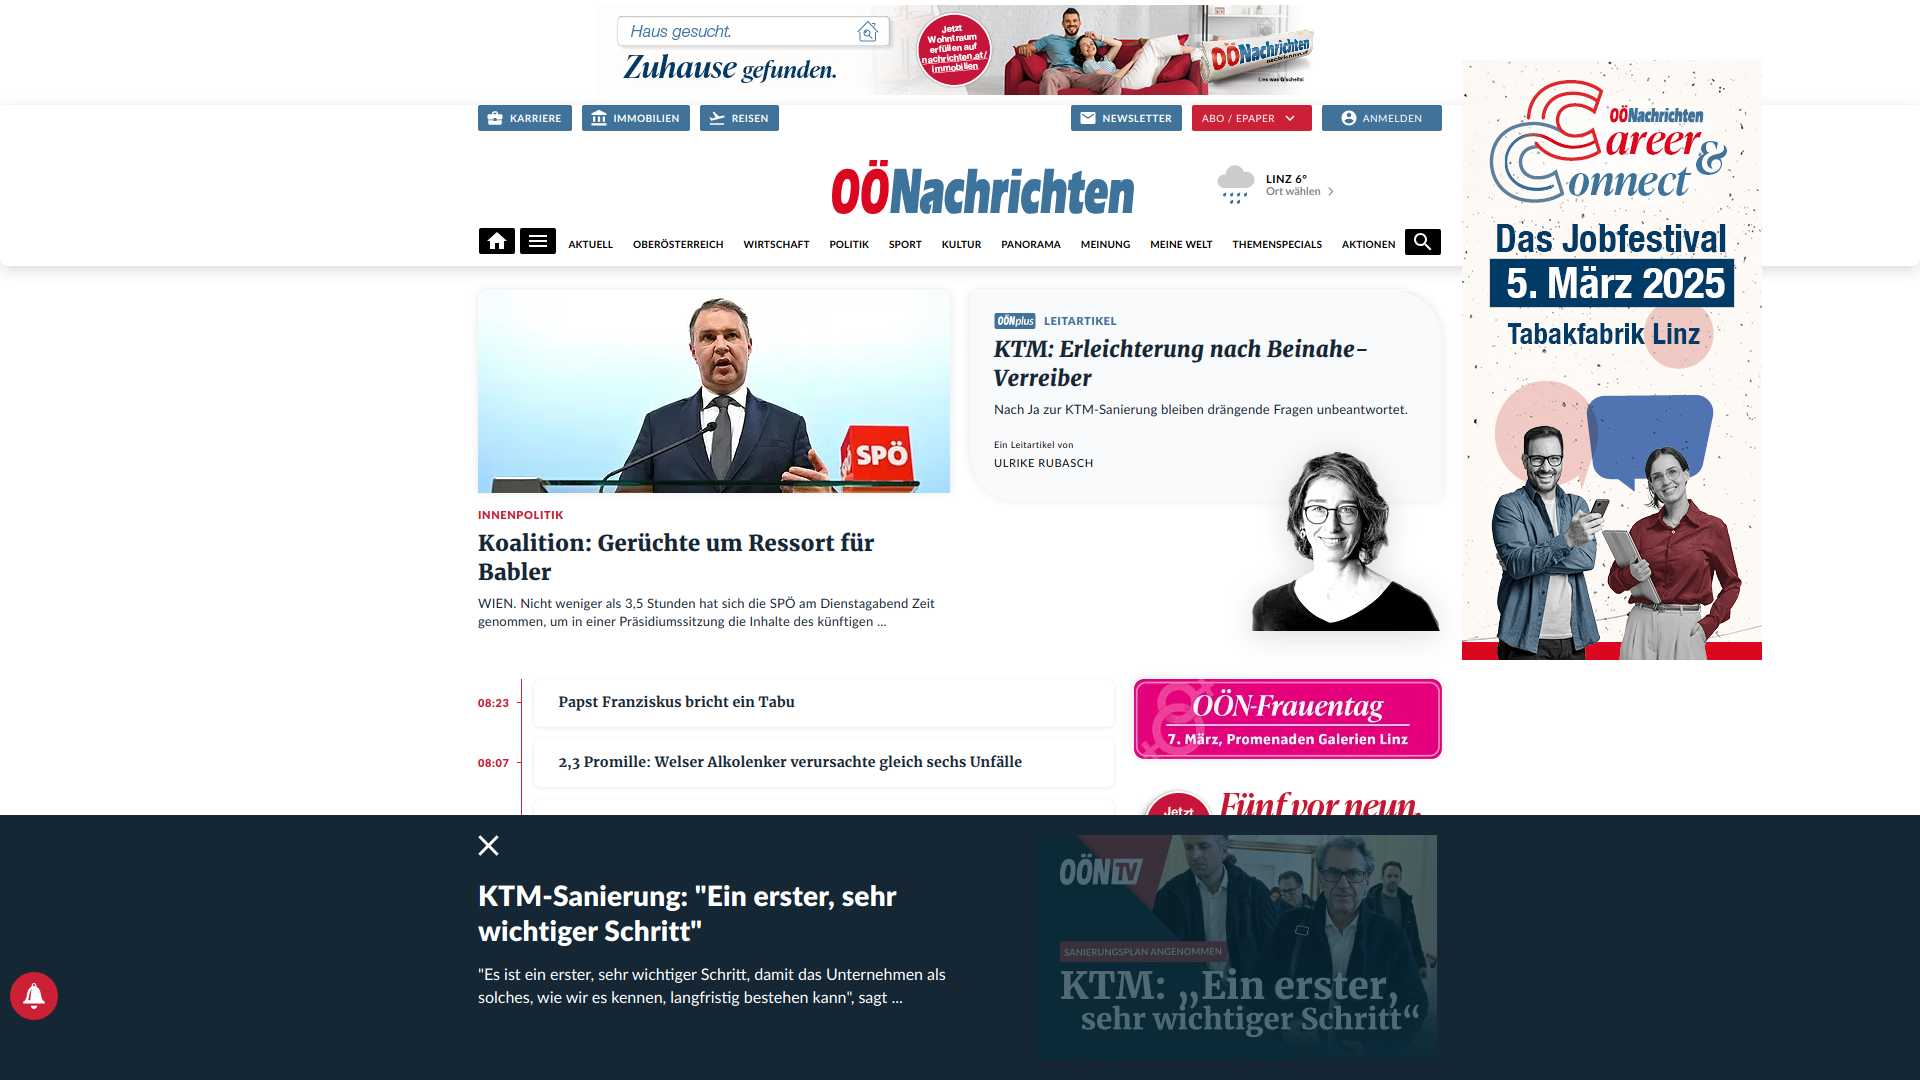 Haus gesucht.
Zuhause gefunden.
Jetzt
Wohntraum
erfüllen auf
nachrichten.at/
immobilien
OÖNachrichten
Lies was G'scheits!
KARRIERE
IMMOBILIEN
REISEN
NEWSLETTER
ABO / EPAPER
ANMELDEN
OÖNachrichten
LINZ 6°
Ort wählen
AKTUELL
OBERÖSTERREICH
WIRTSCHAFT
POLITIK
SPORT
KULTUR
PANORAMA
MEINUNG
MEINE WELT
THEMENSPECIALS
AKTIONEN
OÖNachrichten
Career &
Connect
Das Jobfestival
5. März 2025
Tabakfabrik Linz
SPÖ
INNENPOLITIK
Koalition: Gerüchte um Ressort für
Babler
WIEN. Nicht weniger als 3,5 Stunden hat sich die SPÖ am Dienstagabend Zeit
genommen, um in einer Präsidiumssitzung die Inhalte des künftigen ...
OÖNplus LEITARTIKEL
KTM: Erleichterung nach Beinahe-
Verreiber
Nach Ja zur KTM-Sanierung bleiben drängende Fragen unbeantwortet.
Ein Leitartikel von
ULRIKE RUBASCH
08:23 Papst Franziskus bricht ein Tabu
08:07 2,3 Promille: Welser Alkolenker verursachte gleich sechs Unfälle
OÖN-Frauentag
7. März, Promenaden Galerien Linz
Jetzt
Fünf vor neun.
KTM-Sanierung: "Ein erster, sehr
wichtiger Schritt"
"Es ist ein erster, sehr wichtiger Schritt, damit das Unternehmen als
solches, wie wir es kennen, langfristig bestehen kann", sagt ...
OÖN TV
SANIERUNGSPLAN ANGENOMMEN
KTM: „Ein erster,
sehr wichtiger Schritt“